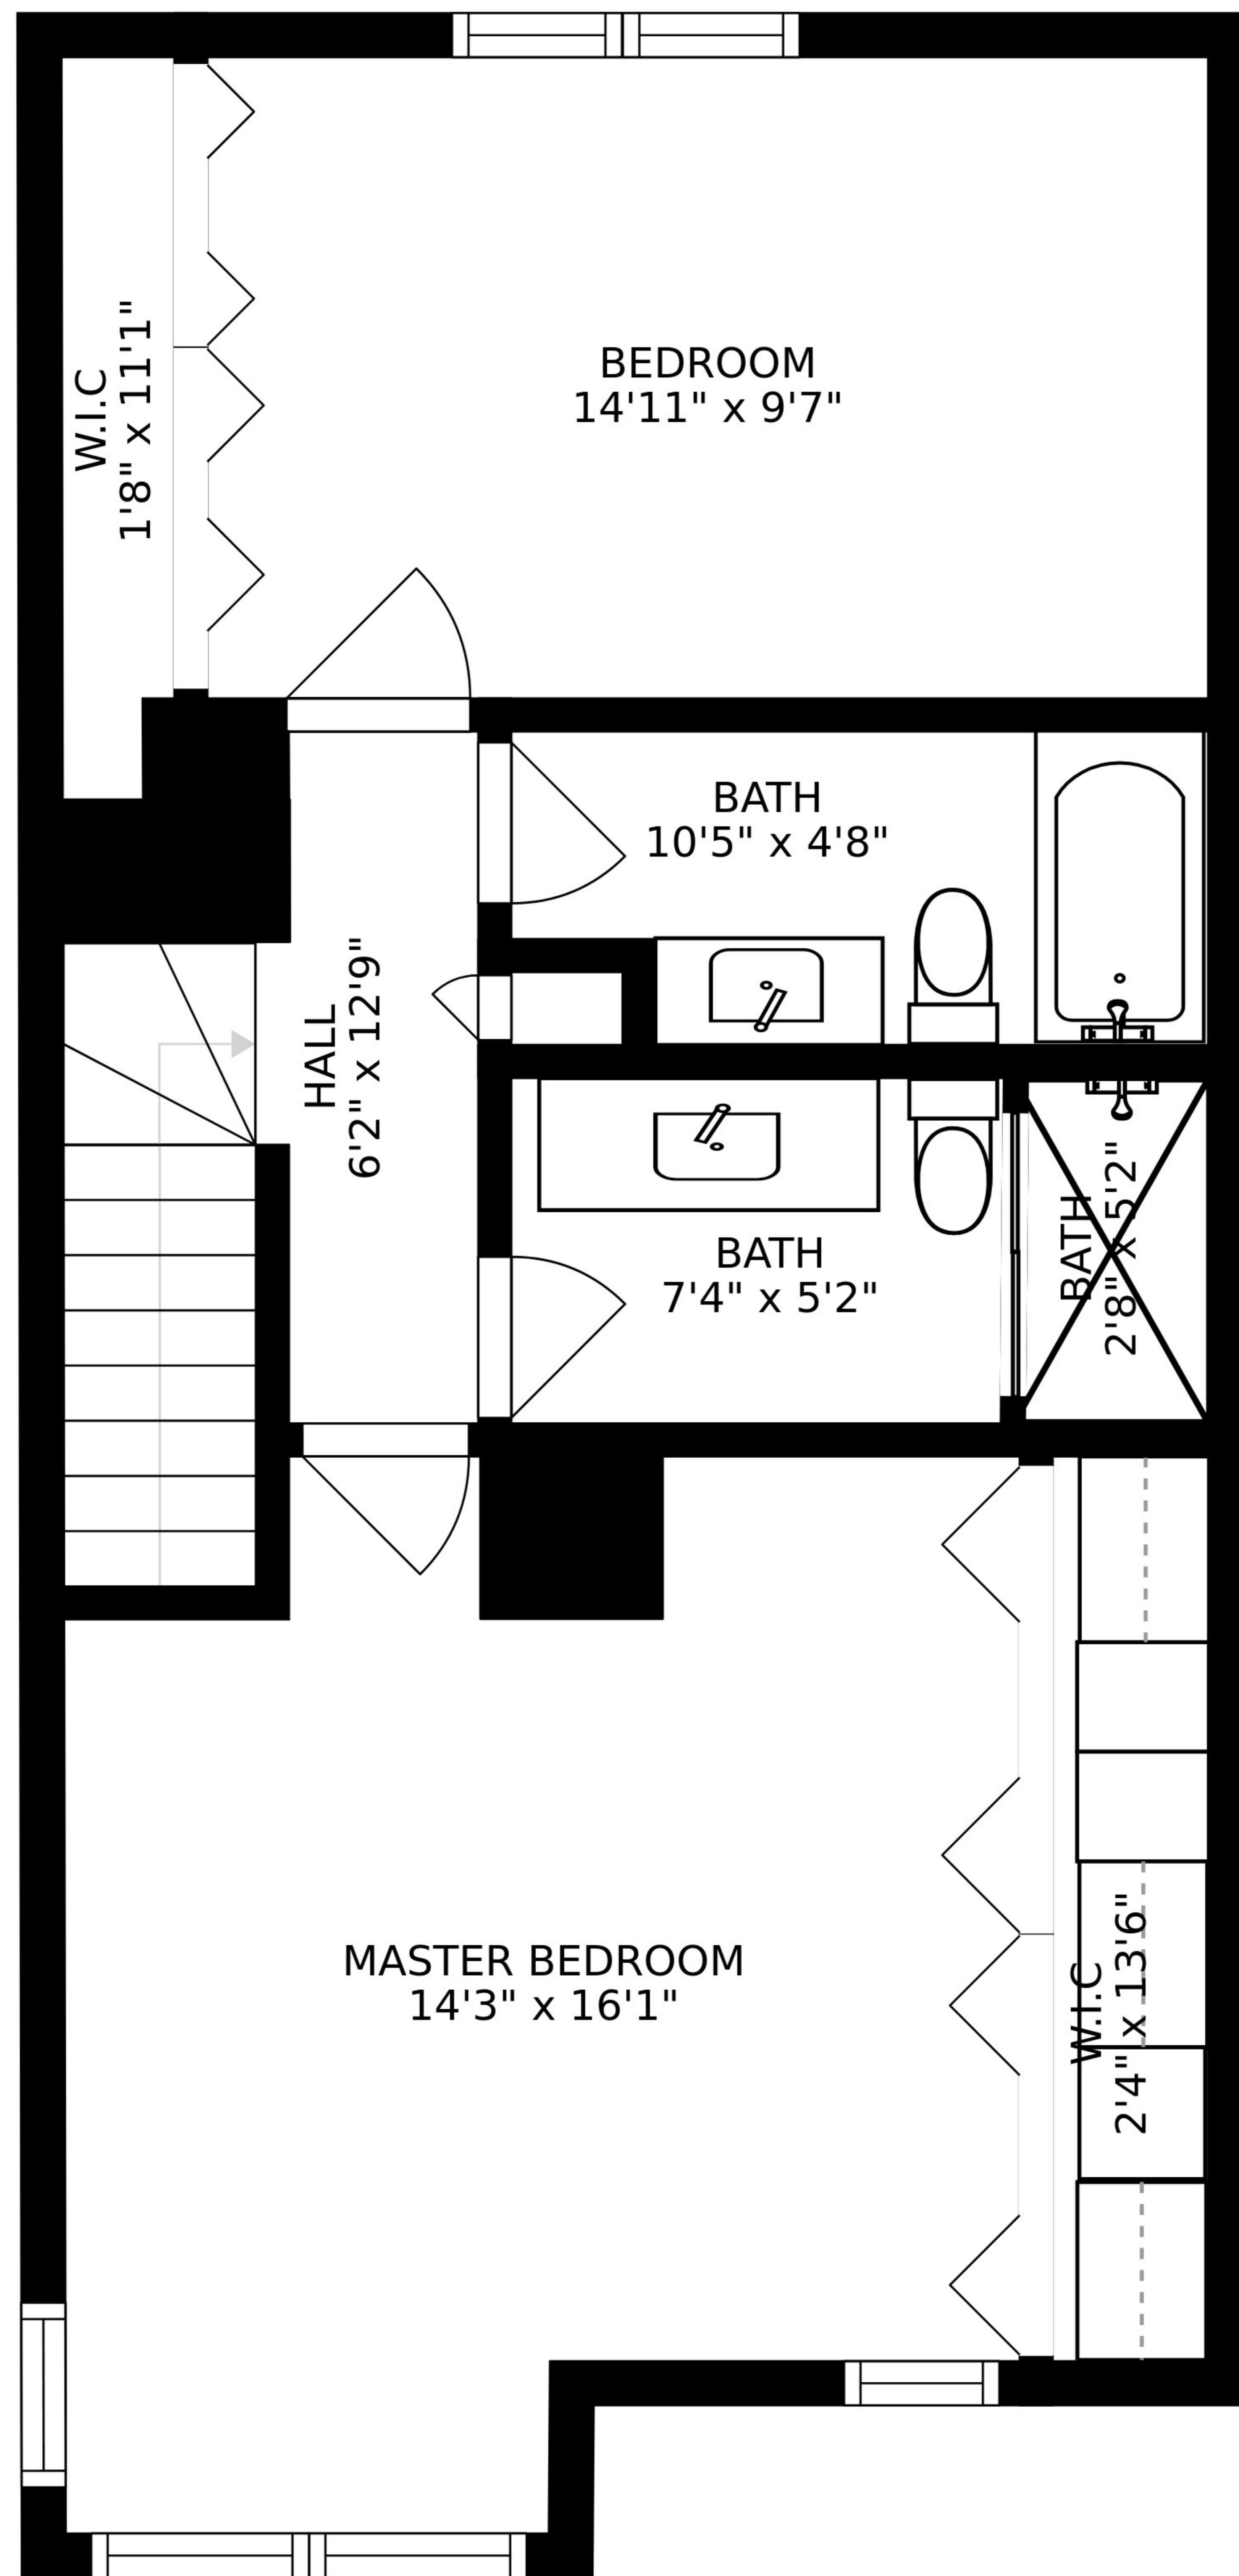 W.I.C
1'8" x 11'1"
BEDROOM
14'11" x 9'7"
BATH
10'5" x 4'8"
HALL
6'2" x 12'9"
BATH
7'4" x 5'2"
BATH
2'8" x 5'2"
MASTER BEDROOM
14'3" x 16'1"
W.I.C
2'4" x 13'6"